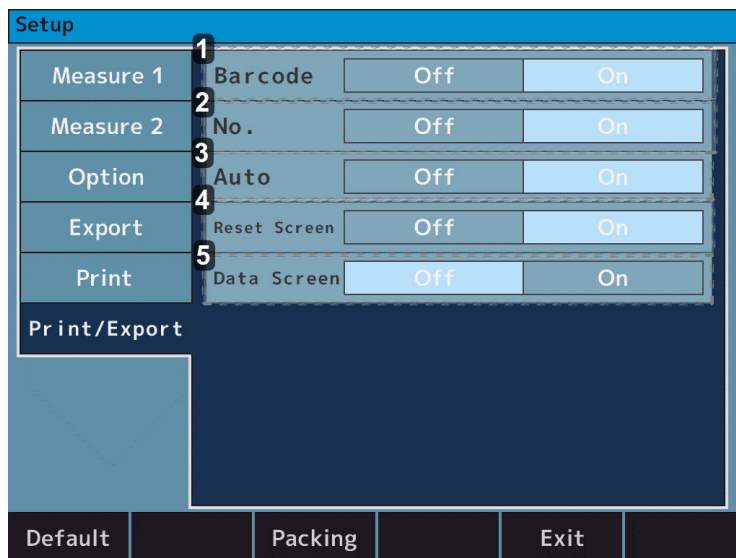 Setup
Measure 1
Measure 2
Option
Export
Print
Print/Export
1
Barcode Off On
2
No. Off On
3
Auto Off On
4
Reset Screen Off On
5
Data Screen Off On
Default Packing Exit